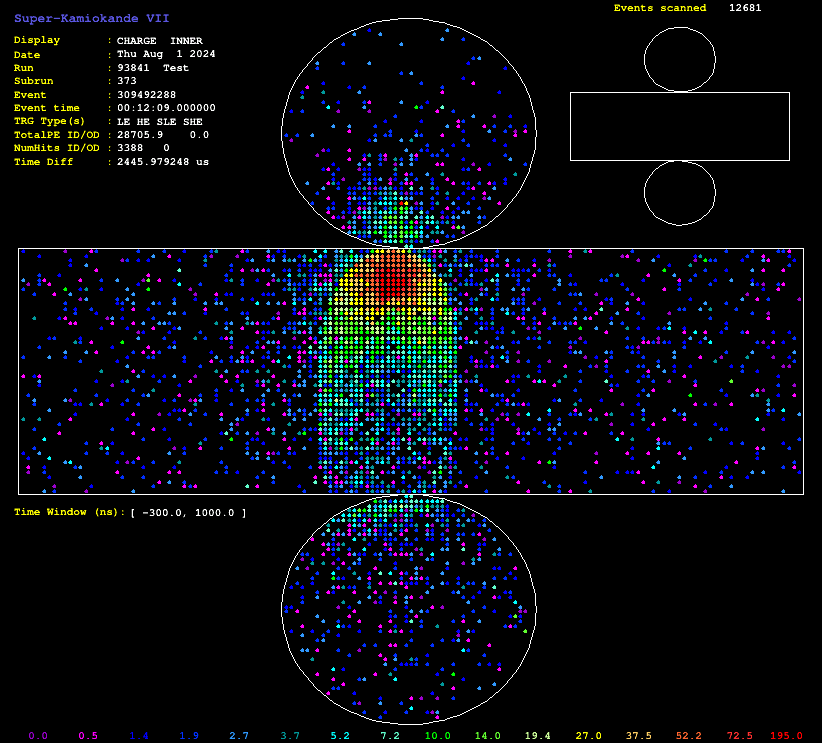 Super-Kamiokande VII
Events scanned 12681
Display : CHARGE INNER
Date : Thu Aug 1 2024
Run : 93841 Test
Subrun : 373
Event : 309492288
Event time : 00:12:09.000000
TRG Type(s) : LE HE SLE SHE
TotalPE ID/OD : 28705.9 0.0
NumHits ID/OD : 3388 0
Time Diff : 2445.979248 us
Time Window (ns): [ -300.0, 1000.0 ]
0.0 0.5 1.4 1.9 2.7 3.7 5.2 7.2 10.0 14.0 19.4 27.0 37.5 52.2 72.5 195.0